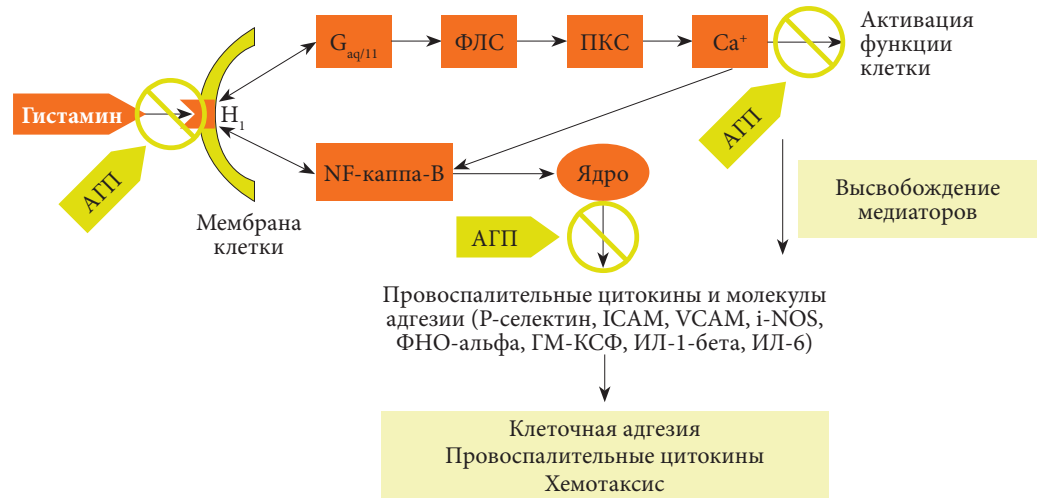 Gaq/11
ФЛС
ПКС
Ca+
Активация
функции
клетки
Гистамин
H1
АГП
АГП
NF-каппа-В
Ядро
Мембрана
клетки
АГП
Высвобождение
медиаторов
Провоспалительные цитокины и молекулы
адгезии (Р-селектин, ICAM, VCAM, i-NOS,
ФНО-альфа, ГМ-КСФ, ИЛ-1-бета, ИЛ-6)
Клеточная адгезия
Провоспалительные цитокины
Хемотаксис